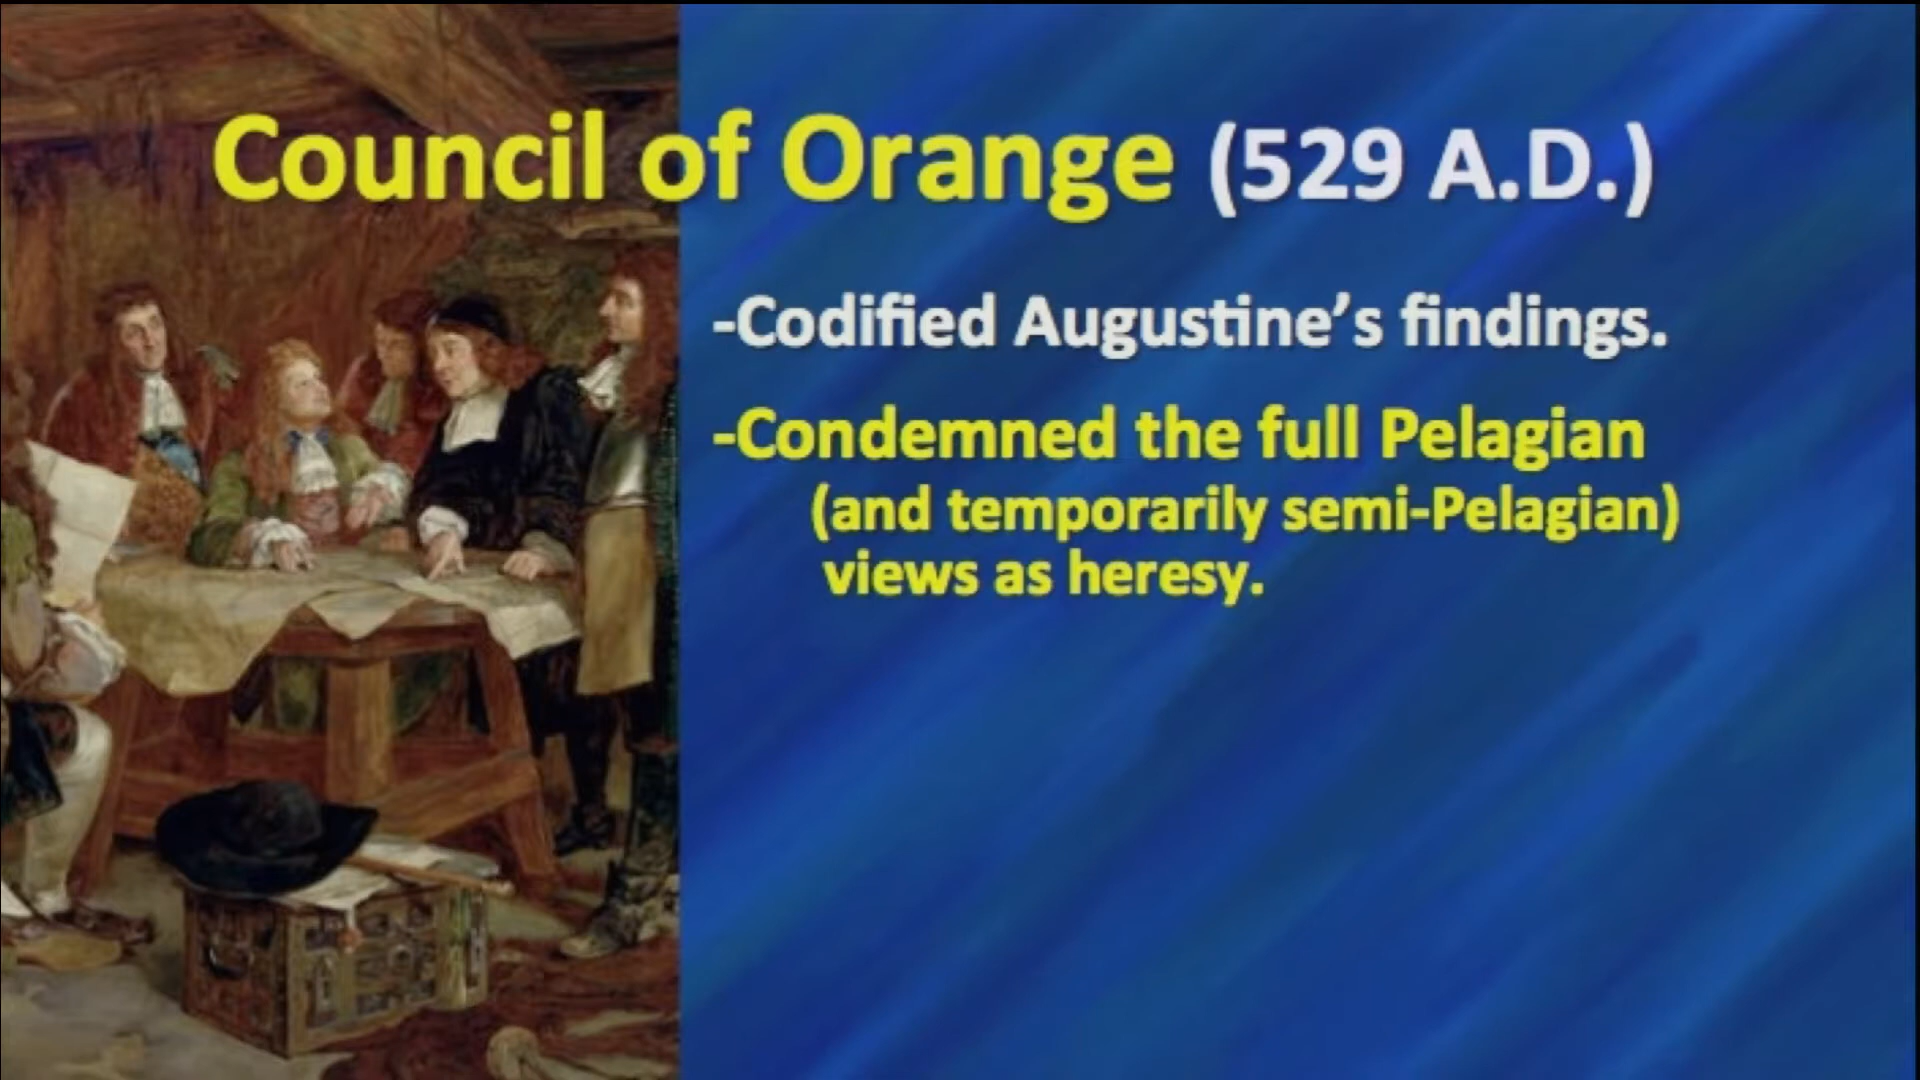 Council of Orange (529 A.D.)
-Codified Augustine’s findings.
-Condemned the full Pelagian
(and temporarily semi-Pelagian)
views as heresy.